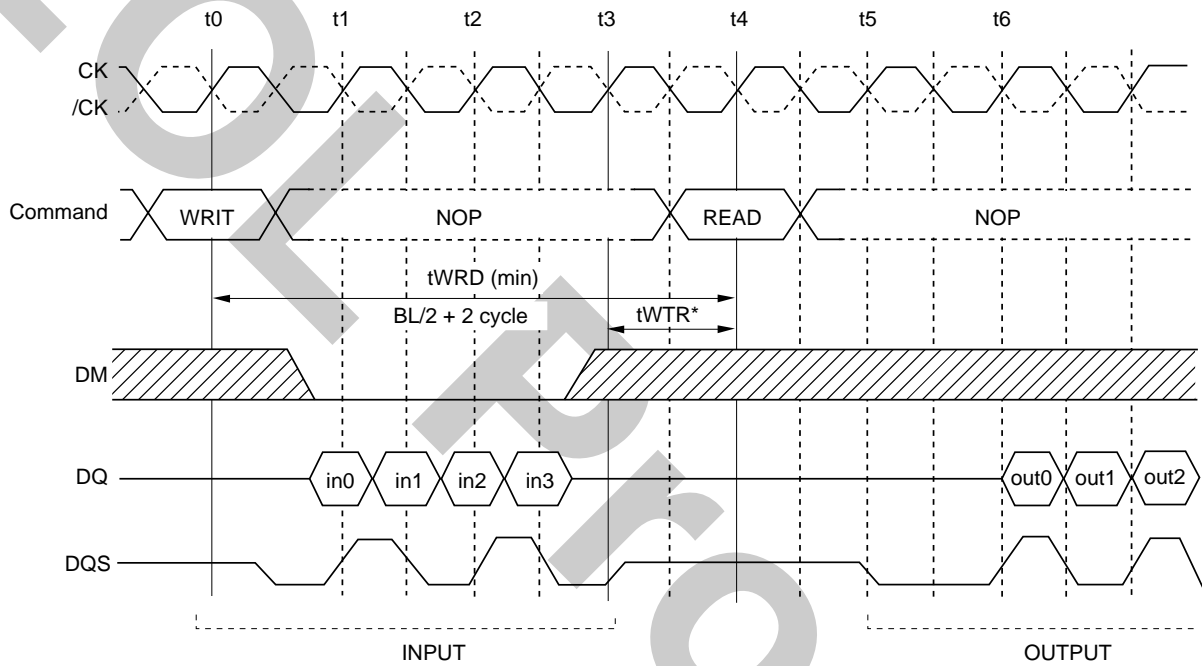 t0 t1 t2 t3 t4 t5 t6
CK
/CK
Command WRIT NOP READ NOP
tWRD (min)
BL/2 + 2 cycle tWTR*
DM
DQ in0 in1 in2 in3 out0 out1 out2
DQS
INPUT OUTPUT